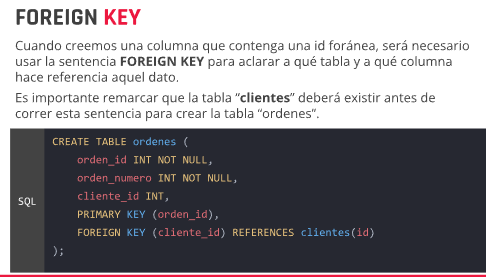 FOREIGN KEY
Cuando creemos una columna que contenga una id foránea, será necesario
usar la sentencia FOREIGN KEY para aclarar a qué tabla y a qué columna
hace referencia aquel dato.
Es importante remarcar que la tabla “clientes” deberá existir antes de
correr esta sentencia para crear la tabla “ordenes”.
SQL
CREATE TABLE ordenes (
orden_id INT NOT NULL,
orden_numero INT NOT NULL,
cliente_id INT,
PRIMARY KEY (orden_id),
FOREIGN KEY (cliente_id) REFERENCES clientes(id)
);